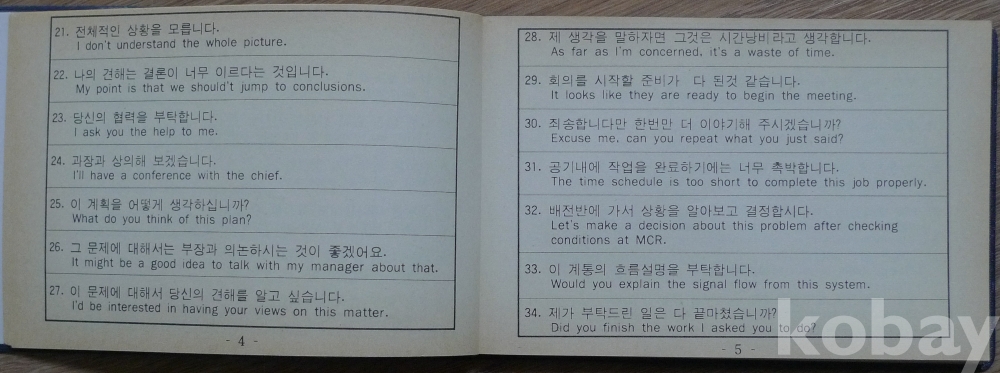 21. 전체적인 상황을 모릅니다.
I don't understand the whole picture.
22. 나의 견해는 결론이 너무 이르다는 것입니다.
My point is that we should't jump to conclusions.
23. 당신의 협력을 부탁합니다.
I ask you the help to me.
24. 과장과 상의해 보겠습니다.
I'll have a conference with the chief.
25. 이 계획을 어떻게 생각하십니까?
What do you think of this plan?
26. 그 문제에 대해서는 부장과 의논하시는 것이 좋겠어요.
It might be a good idea to talk with my manager about that.
27. 이 문제에 대해서 당신의 견해를 알고 싶습니다.
I'd be interested in having your views on this matter.
- 4 -
28. 제 생각을 말하자면 그것은 시간낭비라고 생각합니다.
As far as I'm concerned, it's a waste of time.
29. 회의를 시작할 준비가 다 된것 같습니다.
It looks like they are ready to begin the meeting.
30. 죄송합니다만 한번만 더 이야기해 주시겠습니까?
Excuse me, can you repeat what you just said?
31. 공기내에 작업을 완료하기에는 너무 촉박합니다.
The time schedule is too short to complete this job properly.
32. 배전반에 가서 상황을 알아보고 결정합시다.
Let's make a decision about this problem after checking
conditions at MCR.
33. 이 계통의 흐름설명을 부탁합니다.
Would you explain the signal flow from this system.
34. 제가 부탁드린 일은 다 끝마쳤습니까?
Did you finish the work I asked you to do?
- 5 -
kobay